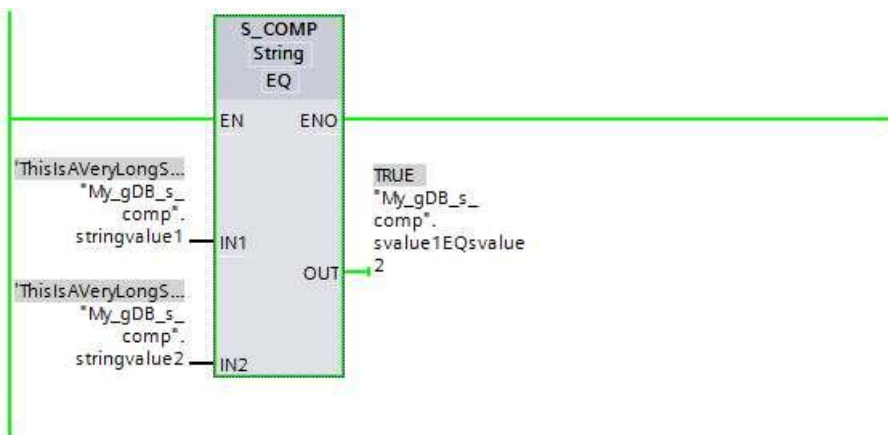 S_COMP
String
EQ
EN ENO
'ThisIsAVeryLongS...
"My_gDB_s_
comp".
stringvalue1
IN1
TRUE
"My_gDB_s_
comp".
svalue1EQsvalue
2
OUT
'ThisIsAVeryLongS...
"My_gDB_s_
comp".
stringvalue2
IN2